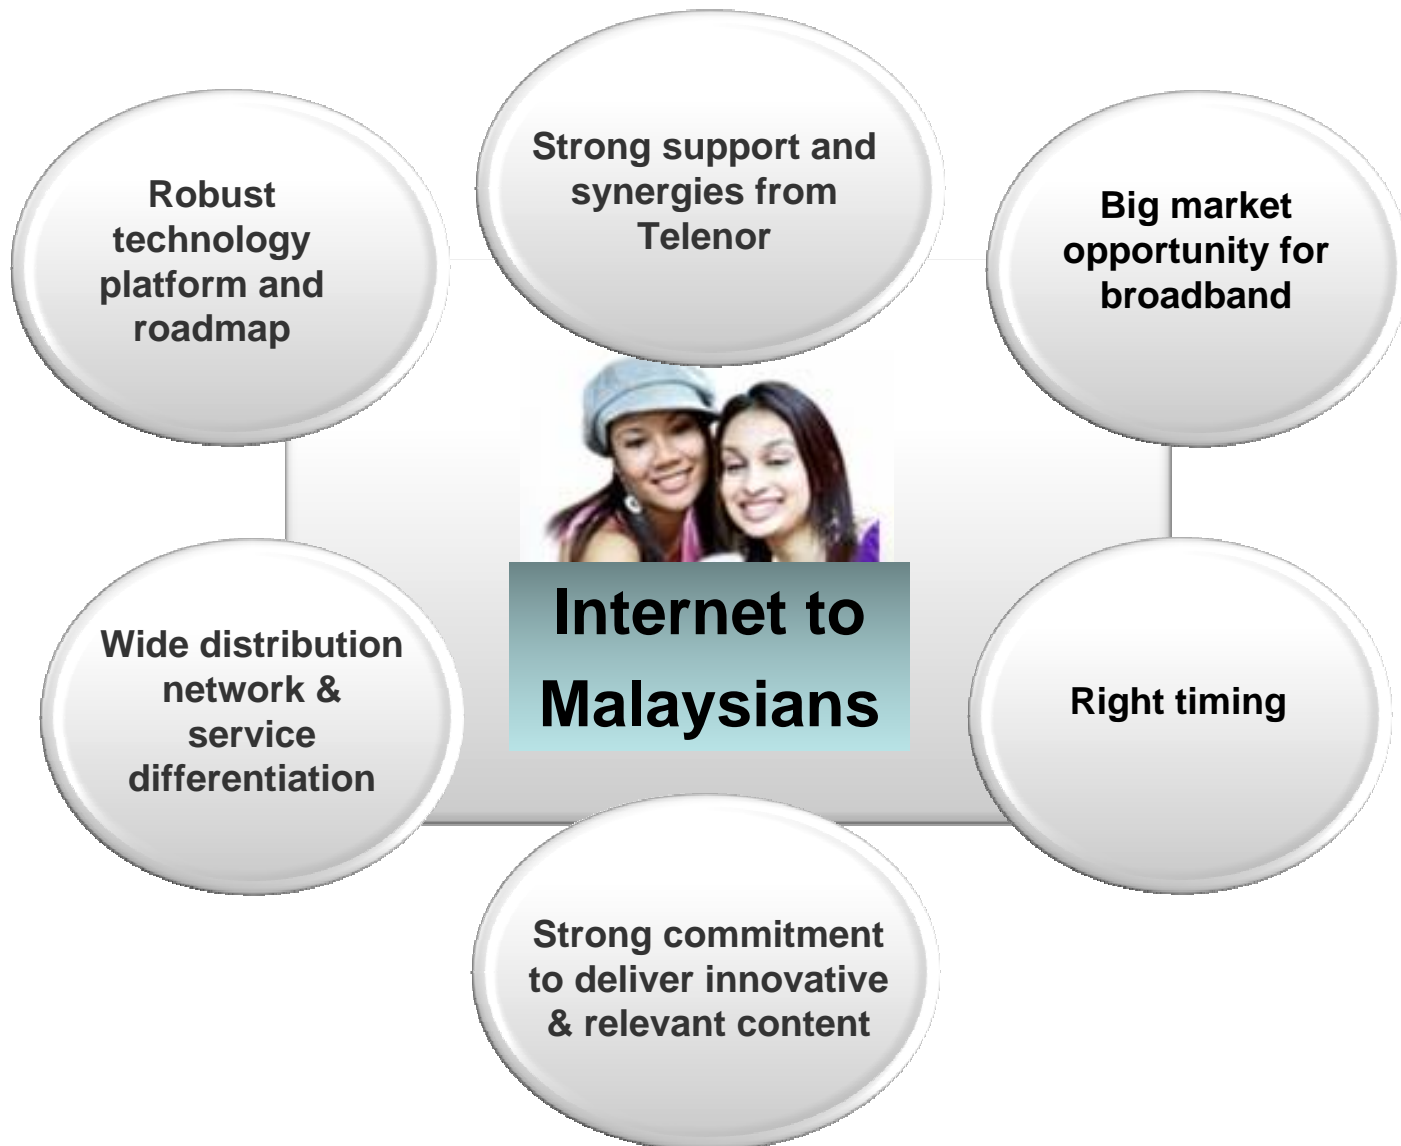 Strong support and
synergies from
Telenor
Robust
technology
platform and
roadmap
Big market
opportunity for
broadband
Internet to
Malaysians
Wide distribution
network &
service
differentiation
Right timing
Strong commitment
to deliver innovative
& relevant content